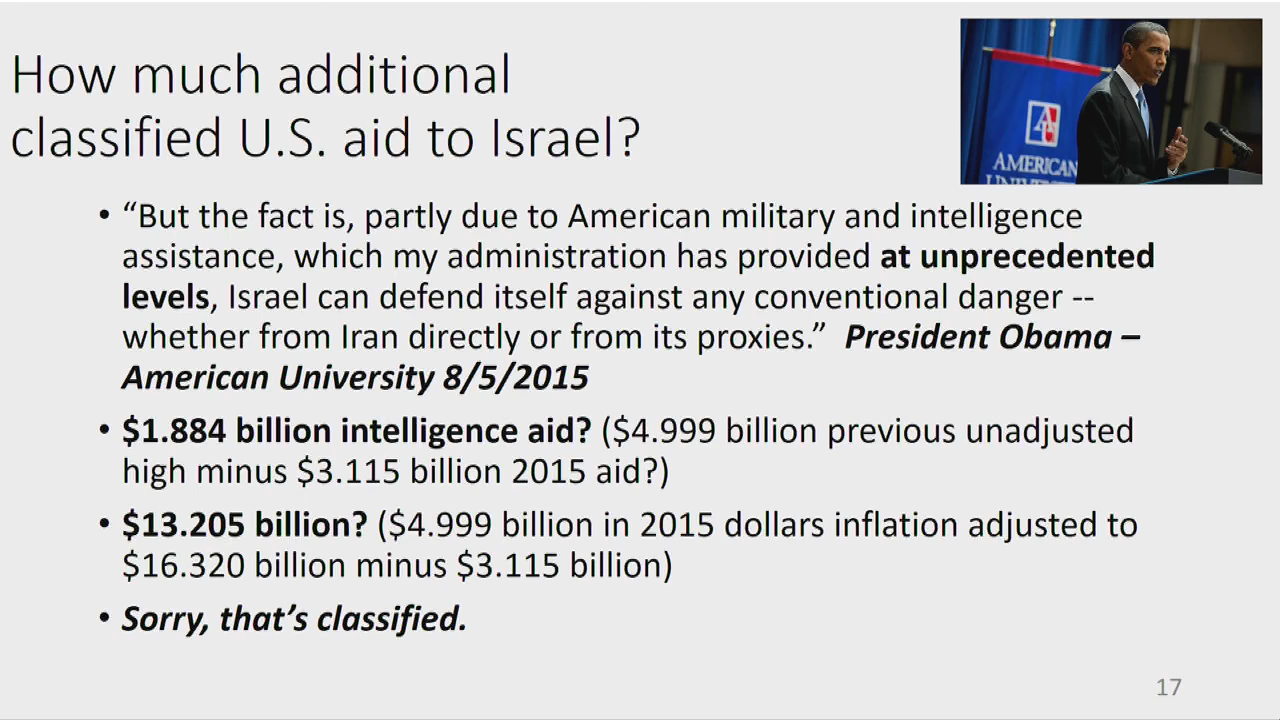 How much additional
classified U.S. aid to Israel?
AMERICAN
• “But the fact is, partly due to American military and intelligence
assistance, which my administration has provided at unprecedented
levels, Israel can defend itself against any conventional danger --
whether from Iran directly or from its proxies.” President Obama –
American University 8/5/2015
• $1.884 billion intelligence aid? ($4.999 billion previous unadjusted
high minus $3.115 billion 2015 aid?)
• $13.205 billion? ($4.999 billion in 2015 dollars inflation adjusted to
$16.320 billion minus $3.115 billion)
• Sorry, that’s classified.
17